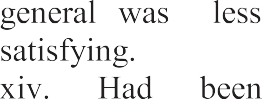 general was less
satisfying.
xiv. Had been